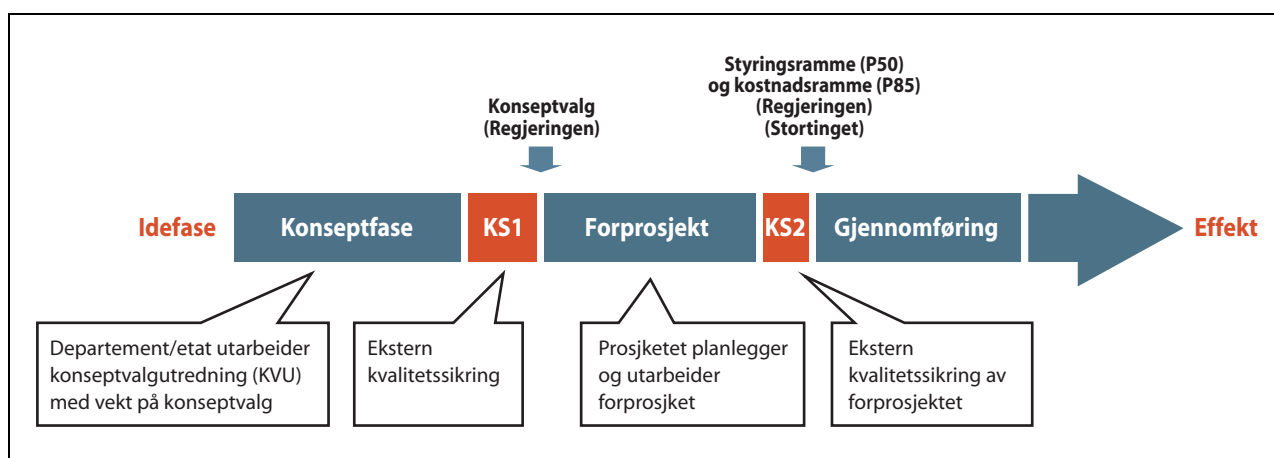 Styringsramme (P50)
og kostnadsramme (P85)
(Regjeringen)
(Stortinget)
Konseptvalg
(Regjeringen)
Idefase
Konseptfase
KS1
Forprosjekt
KS2
Gjennomføring
Effekt
Departement/etat utarbeider
konseptvalgutredning (KVU)
med vekt på konseptvalg
Ekstern
kvalitetssikring
Prosjketet planlegger
og utarbeider
forprosjket
Ekstern
kvalitetssikring av
forprosjektet